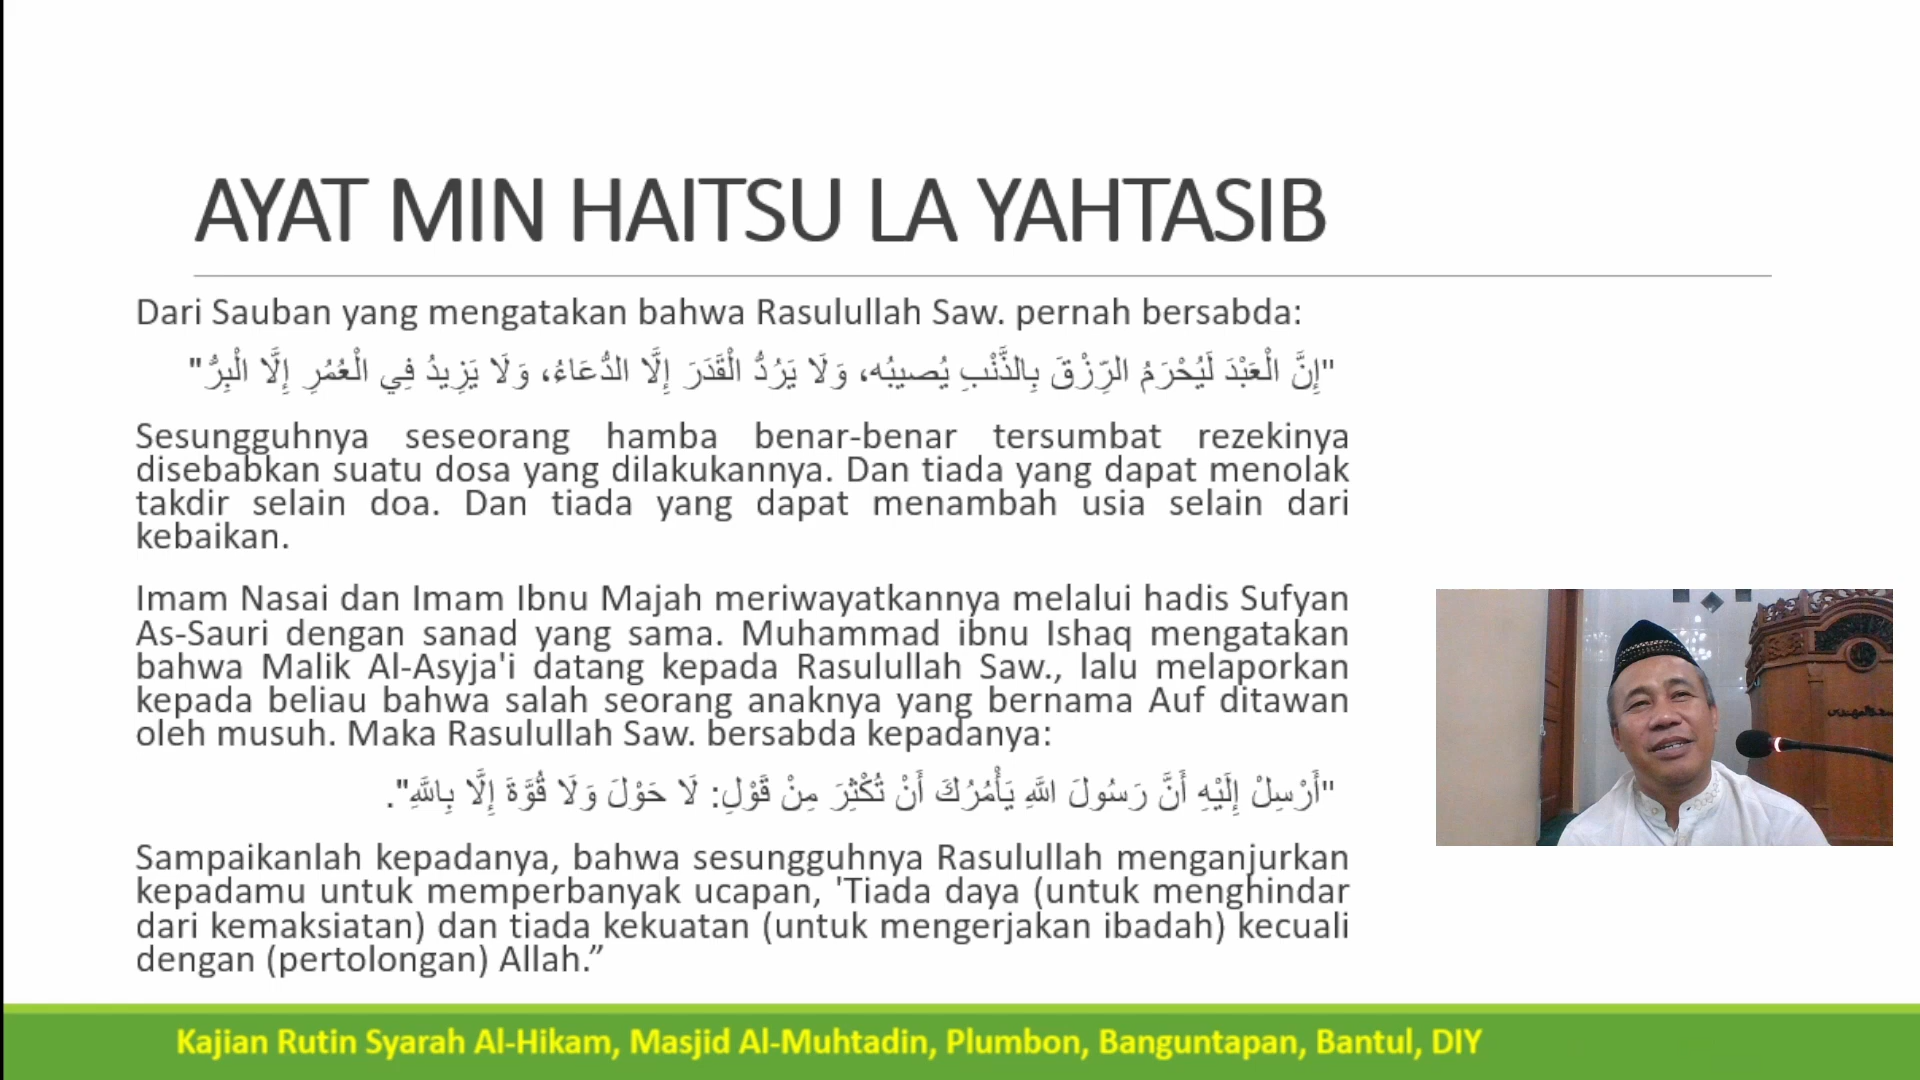 AYAT MIN HAITSU LA YAHTASIB
Dari Sauban yang mengatakan bahwa Rasulullah Saw. pernah bersabda:
"إِنَّ الْعَبْدَ لَيُحْرَمُ الرِّزْقَ بِالذَّنْبِ يُصيبُه، وَلَا يَرُدُّ الْقَدَرَ إِلَّا الدُّعَاءُ، وَلَا يَزِيدُ فِي الْعُمُرِ إِلَّا الْبِرُّ"
Sesungguhnya seseorang hamba benar-benar tersumbat rezekinya
disebabkan suatu dosa yang dilakukannya. Dan tiada yang dapat menolak
takdir selain doa. Dan tiada yang dapat menambah usia selain dari
kebaikan.
Imam Nasai dan Imam Ibnu Majah meriwayatkannya melalui hadis Sufyan
As-Sauri dengan sanad yang sama. Muhammad ibnu Ishaq mengatakan
bahwa Malik Al-Asyja'i datang kepada Rasulullah Saw., lalu melaporkan
kepada beliau bahwa salah seorang anaknya yang bernama Auf ditawan
oleh musuh. Maka Rasulullah Saw. bersabda kepadanya:
"أَرْسِلْ إِلَيْهِ أَنَّ رَسُولَ اللَّهِ يَأْمُرُكَ أَنْ تُكْثِرَ مِنْ قَوْلِ: لَا حَوْلَ وَلَا قُوَّةَ إِلَّا بِاللَّهِ".
Sampaikanlah kepadanya, bahwa sesungguhnya Rasulullah menganjurkan
kepadamu untuk memperbanyak ucapan, 'Tiada daya (untuk menghindar
dari kemaksiatan) dan tiada kekuatan (untuk mengerjakan ibadah) kecuali
dengan (pertolongan) Allah.”
Kajian Rutin Syarah Al-Hikam, Masjid Al-Muhtadin, Plumbon, Banguntapan, Bantul, DIY